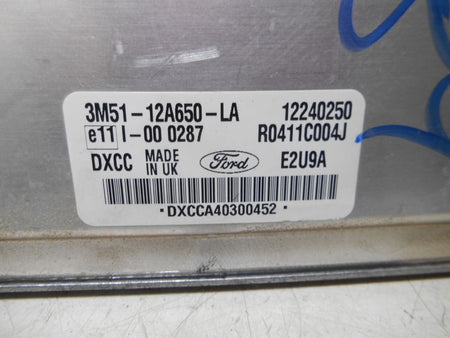 3M51-12A650-LA 12240250
e11 I-00 0287 R0411C004J
DXCC MADE IN UK Ford E2U9A
• DXCCA40300452 •